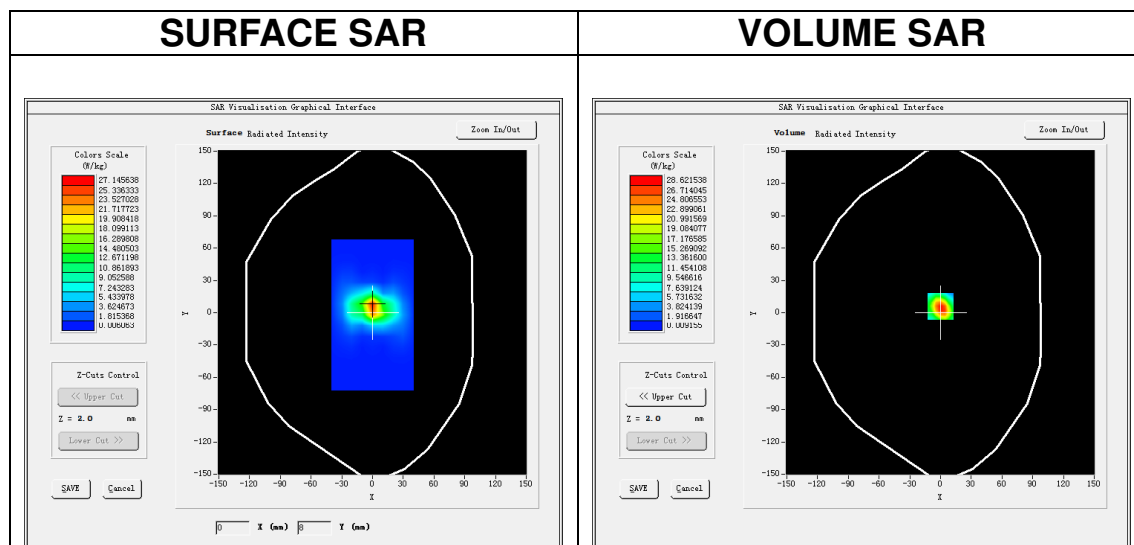 SURFACE SAR
VOLUME SAR
SAR Visualisation Graphical Interface
Surface Radiated Intensity
Zoom In/Out
Colors Scale
(W/kg)
27.145638
25.336333
23.527028
21.717723
19.908418
18.099113
16.289808
14.480503
12.671198
10.861893
9.052588
7.243283
5.433978
3.624673
1.815368
0.006063
Z-Cuts Control
<< Upper Cut
Z = 2.0 mm
Lower Cut >>
SAVE
Cancel
150
120
90
60
30
0
-30
-60
-90
-120
-150
Y
-150 -120 -90 -60 -30 0 30 60 90 120 150
X
0 X (mm) 8 Y (mm)
SAR Visualisation Graphical Interface
Volume Radiated Intensity
Zoom In/Out
Colors Scale
(W/kg)
28.621538
26.714045
24.806553
22.899061
20.991569
19.084077
17.176585
15.269092
13.361600
11.454108
9.546616
7.639124
5.731632
3.824139
1.916647
0.009155
Z-Cuts Control
<< Upper Cut
Z = 2.0 mm
Lower Cut >>
SAVE
Cancel
150
120
90
60
30
0
-30
-60
-90
-120
-150
Y
-150 -120 -90 -60 -30 0 30 60 90 120 150
X